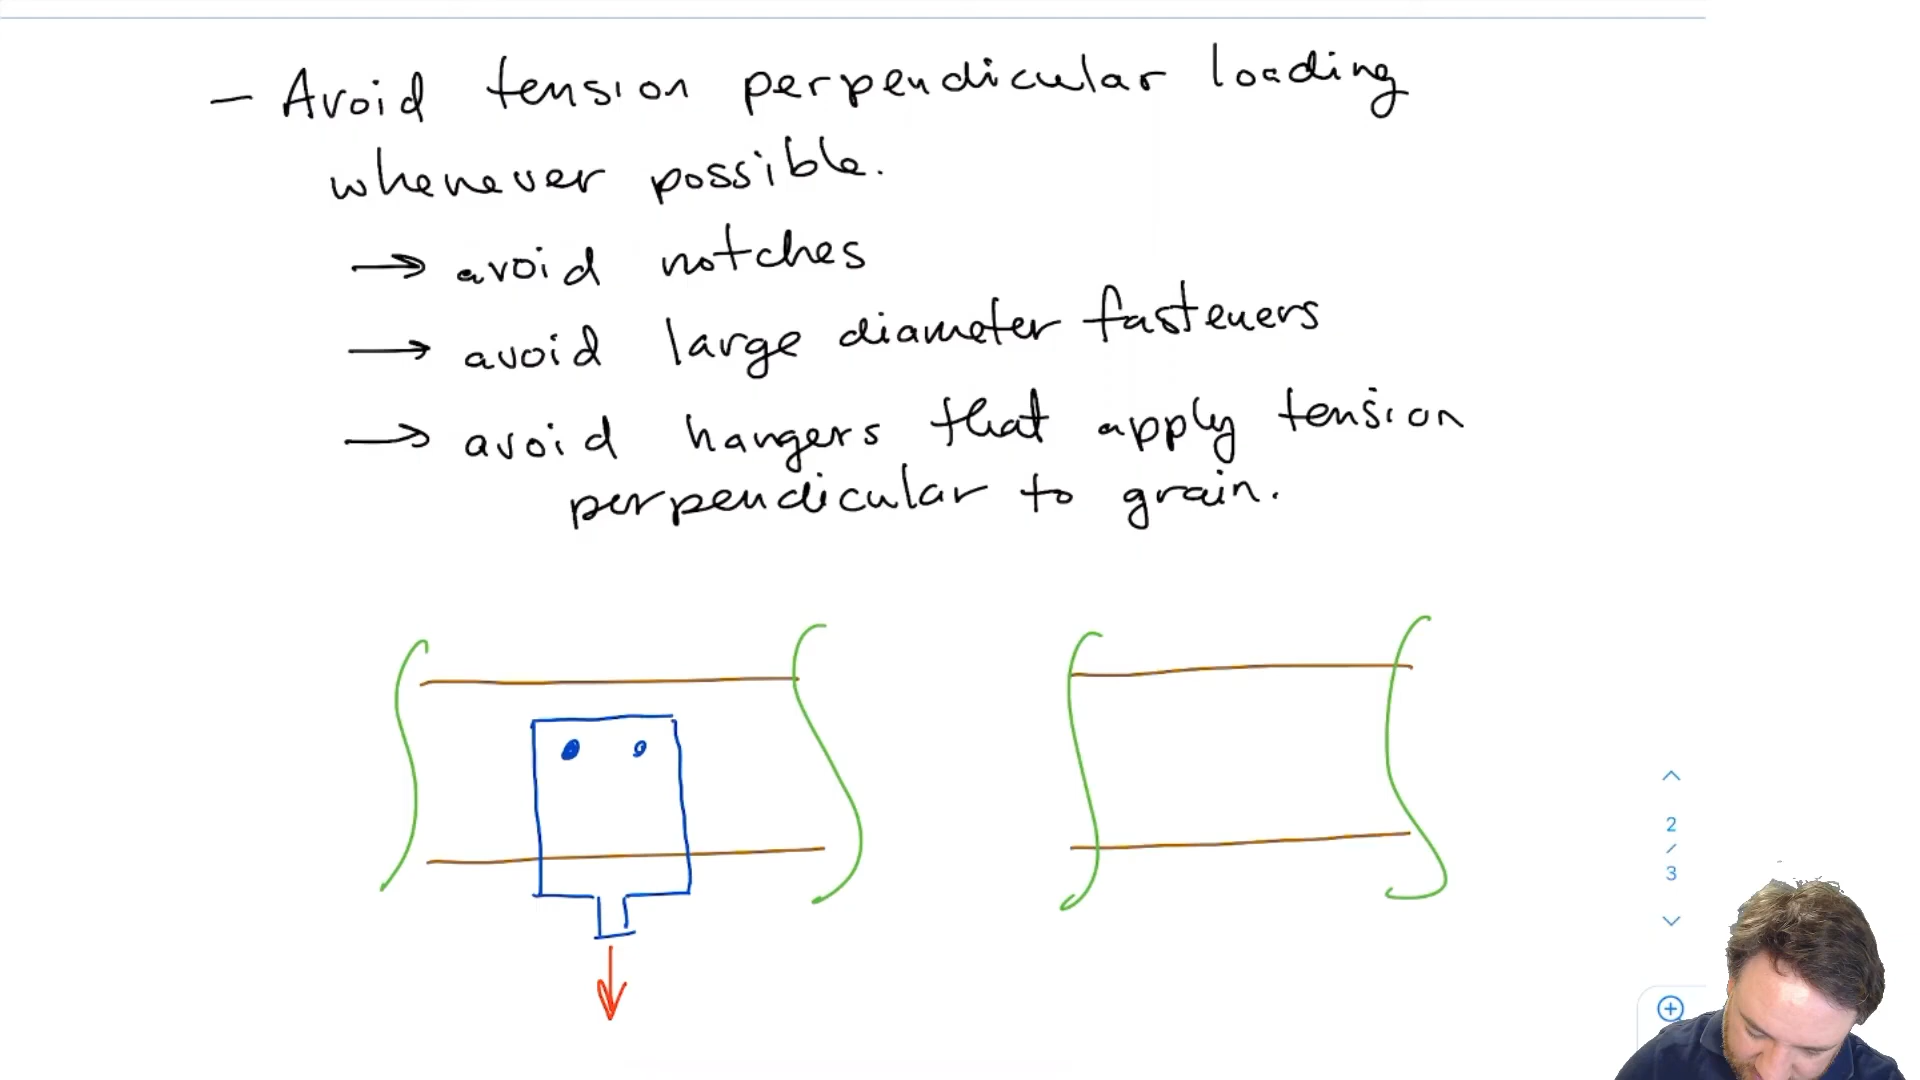 - Avoid tension perpendicular loading
whenever possible.
→ avoid notches
→ avoid large diameter fasteners
→ avoid hangers that apply tension
perpendicular to grain.
2
/
3